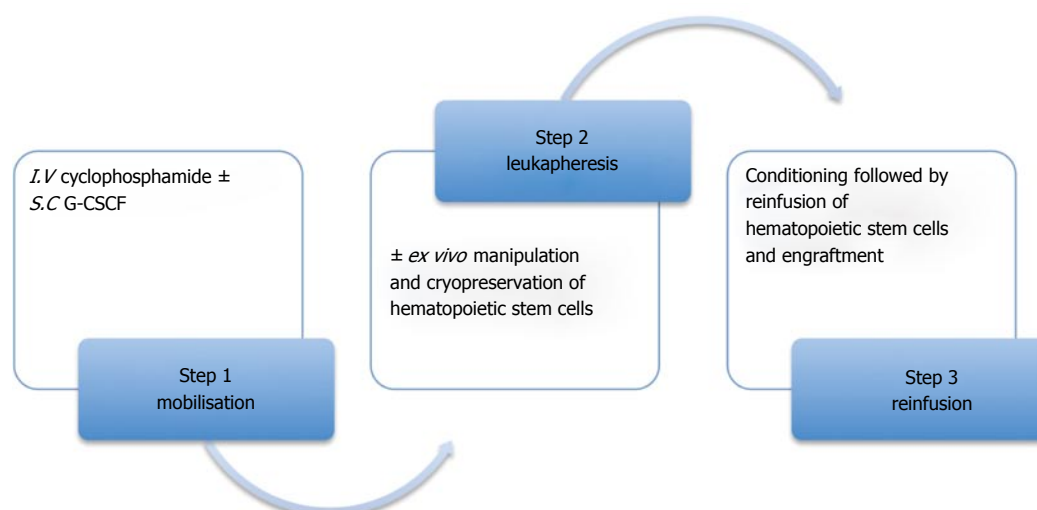 I.V cyclophosphamide ±
S.C G-CSCF
Step 1
mobilisation
Step 2
leukapheresis
± ex vivo manipulation
and cryopreservation of
hematopoietic stem cells
Conditioning followed by
reinfusion of
hematopoietic stem cells
and engraftment
Step 3
reinfusion